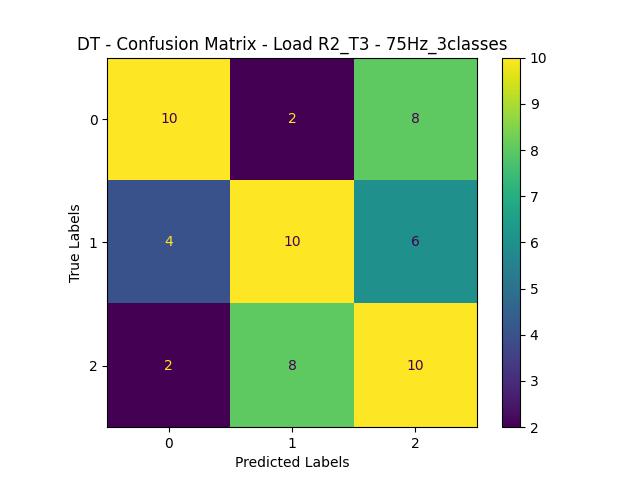 DT - Confusion Matrix - Load R2_T3 - 75Hz_3classes
True Labels
0
10 2 8
1
4 10 6
2
2 8 10
0 1 2
Predicted Labels
10
9
8
7
6
5
4
3
2